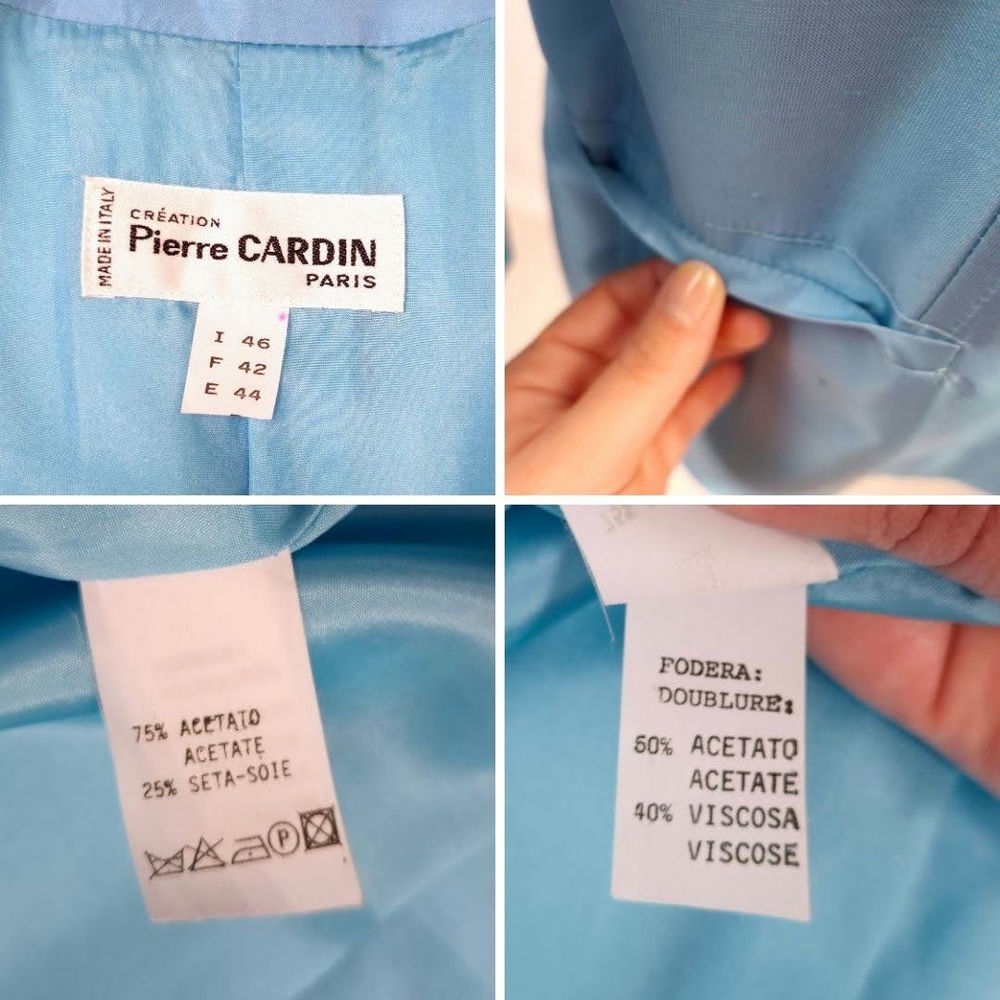 MADE IN ITALY
CRÉATION
Pierre CARDIN
PARIS
I 46
F 42
E 44
75% ACETATO
ACETATE
25% SETA-SOIE
P
FODERA:
DOUBLURE:
60% ACETATO
ACETATE
40% VISCOSA
VISCOSE